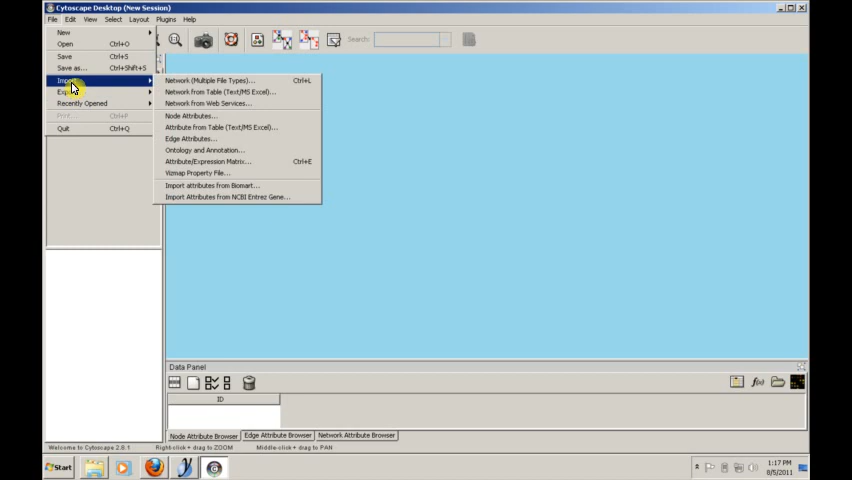 Cytoscape Desktop (New Session)
File Edit View Select Layout Plugins Help
Search:
New
Open Ctrl+O
Save Ctrl+S
Save as... Ctrl+Shift+S
Import
Recently Opened
Print... Ctrl+P
Quit Ctrl+Q
Network (Multiple File Types)... Ctrl+L
Network from Table (Text/MS Excel)...
Network from Web Services...
Node Attributes...
Attribute from Table (Text/MS Excel)...
Edge Attributes...
Ontology and Annotation...
Attribute/Expression Matrix... Ctrl+E
Vizmap Property File...
Import attributes from Biomart...
Import Attributes from NCBI Entrez Gene...
Data Panel
f(x)
ID
Node Attribute Browser Edge Attribute Browser Network Attribute Browser
Welcome to Cytoscape 2.8.1 Right-click + drag to ZOOM Middle-click + drag to PAN
Start
1:17 PM
8/5/2011